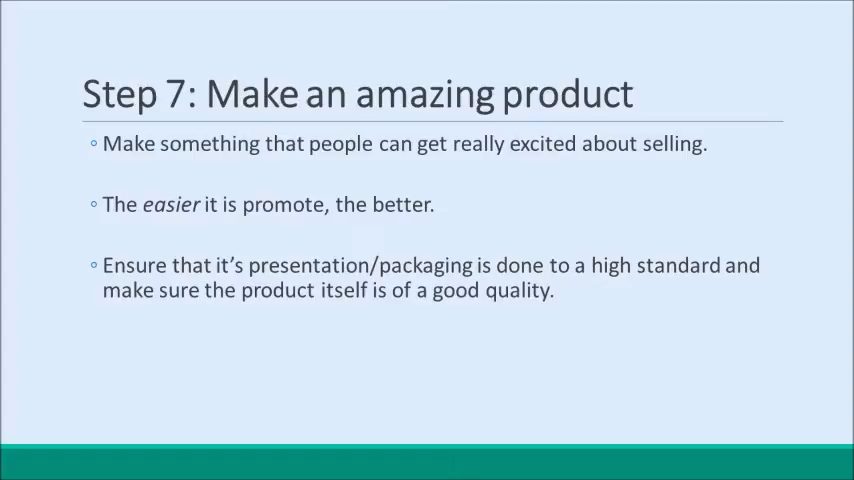 Step 7: Make an amazing product
◦ Make something that people can get really excited about selling.
◦ The easier it is promote, the better.
◦ Ensure that it’s presentation/packaging is done to a high standard and
make sure the product itself is of a good quality.